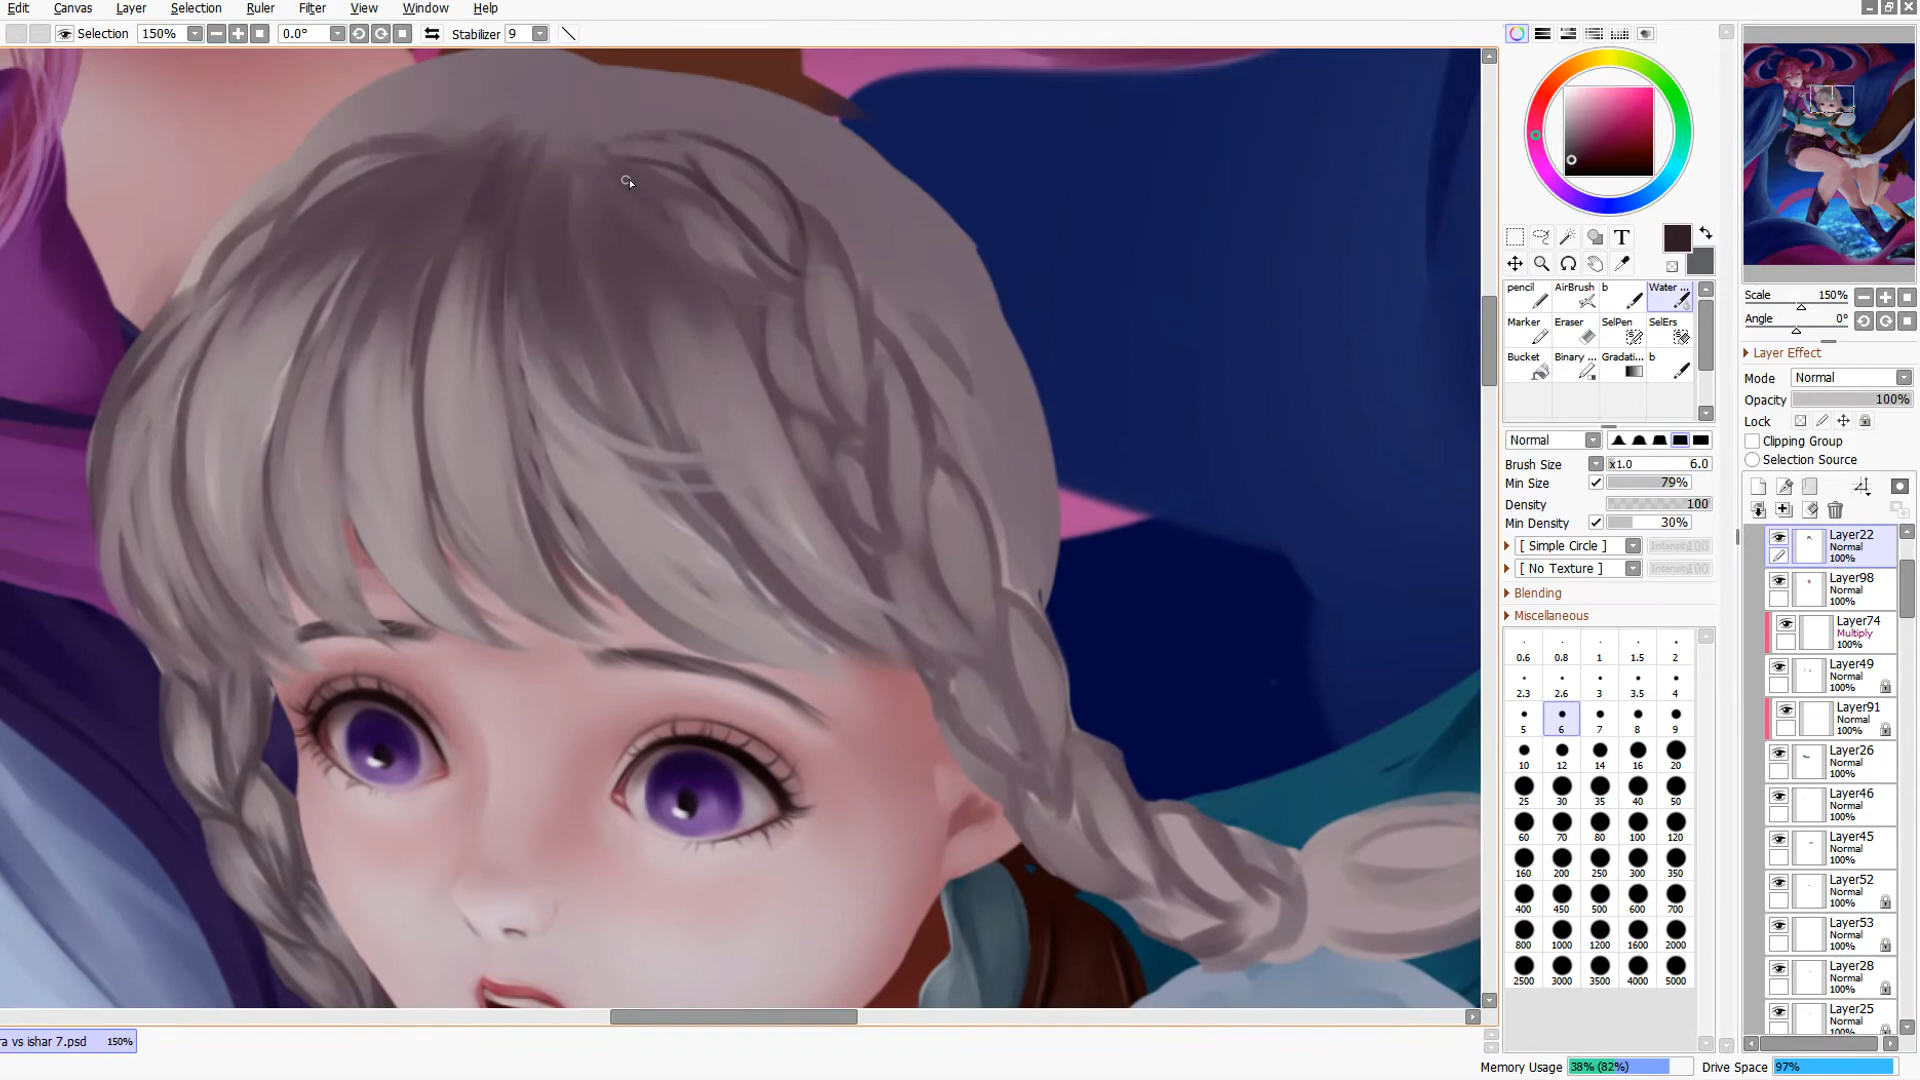 Edit Canvas Layer Selection Ruler Filter View Window Help
Selection 150% 0.0° Stabilizer 9
T
pencil AirBrush b Water ...
Marker Eraser SelPen SelErs
Bucket Binary ... Gradati... b
Normal
Brush Size x1.0 6.0
Min Size 79%
Density 100
Min Density 30%
[ Simple Circle ] Intensity 100
[ No Texture ] Intensity 100
Blending
Miscellaneous
0.6 0.8 1 1.5 2
2.3 2.6 3 3.5 4
5 6 7 8 9
10 12 14 16 20
25 30 35 40 50
60 70 80 100 120
160 200 250 300 350
400 450 500 600 700
800 1000 1200 1600 2000
2500 3000 3500 4000 5000
Scale 150%
Angle 0°
Layer Effect
Mode Normal
Opacity 100%
Lock
Clipping Group
Selection Source
Layer22
Normal
100%
Layer98
Normal
100%
Layer74
Multiply
100%
Layer49
Normal
100%
Layer91
Normal
100%
Layer26
Normal
100%
Layer46
Normal
100%
Layer45
Normal
100%
Layer52
Normal
100%
Layer53
Normal
100%
Layer28
Normal
100%
Layer25
Normal
ra vs ishar 7.psd 150%
Memory Usage 38% (82%) Drive Space 97%